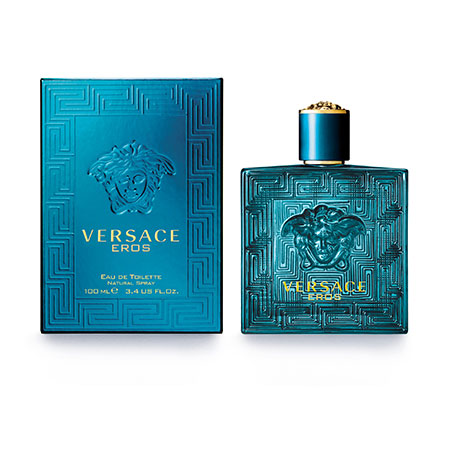 VERSACE
EROS
EAU DE TOILETTE
NATURAL SPRAY
100 ML℮ 3.4 US FL.OZ.
VERSACE
EROS